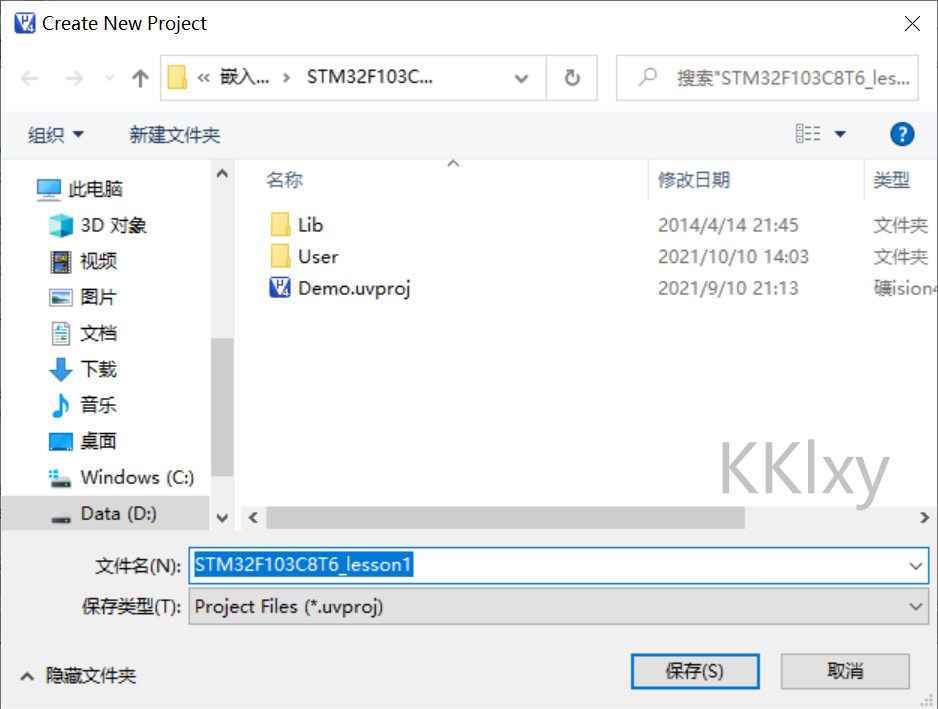 Create New Project
« 嵌入... › STM32F103C...
搜索"STM32F103C8T6_les...
组织
新建文件夹
名称
修改日期
类型
此电脑
3D 对象
视频
图片
文档
下载
音乐
桌面
Windows (C:)
Data (D:)
Lib 2014/4/14 21:45 文件夹
User 2021/10/10 14:03 文件夹
Demo.uvproj 2021/9/10 21:13 礦ision4
KKlxy
文件名(N): STM32F103C8T6_lesson1
保存类型(T): Project Files (*.uvproj)
隐藏文件夹
保存(S)
取消